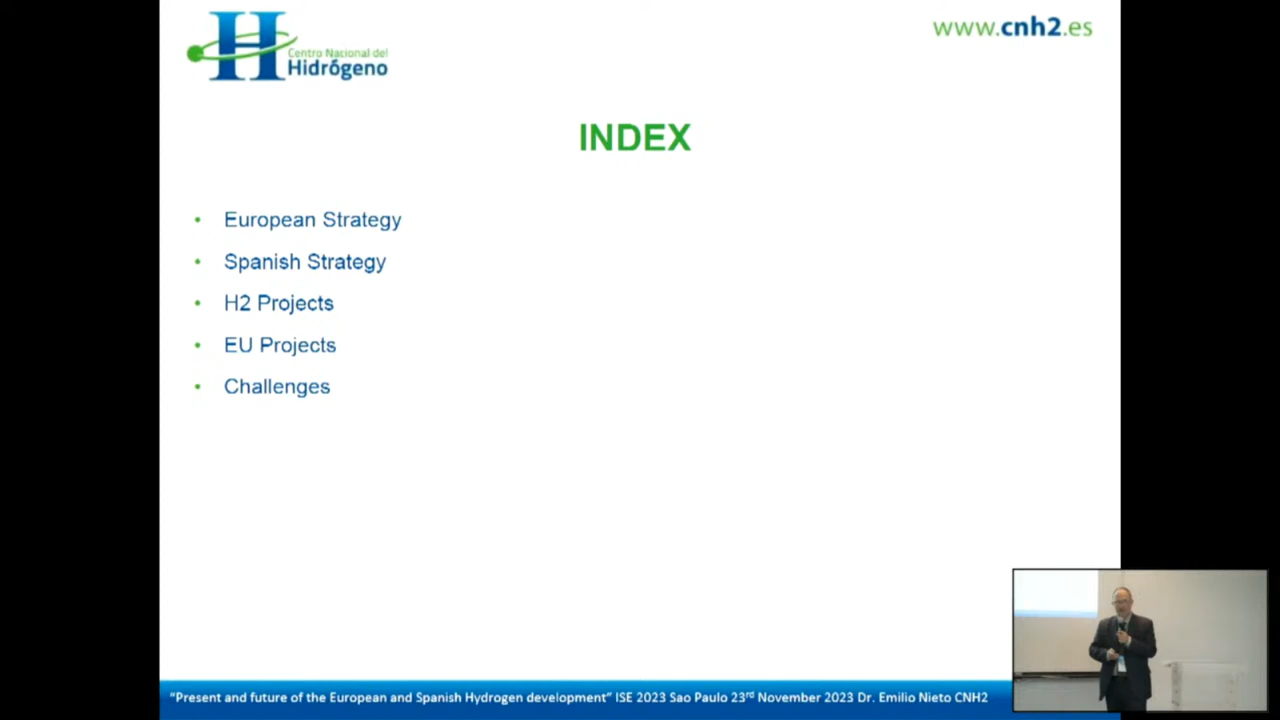 H
Centro Nacional del
Hidrógeno
www.cnh2.es
INDEX
• European Strategy
• Spanish Strategy
• H2 Projects
• EU Projects
• Challenges
"Present and future of the European and Spanish Hydrogen development" ISE 2023 Sao Paulo 23rd November 2023 Dr. Emilio Nieto CNH2